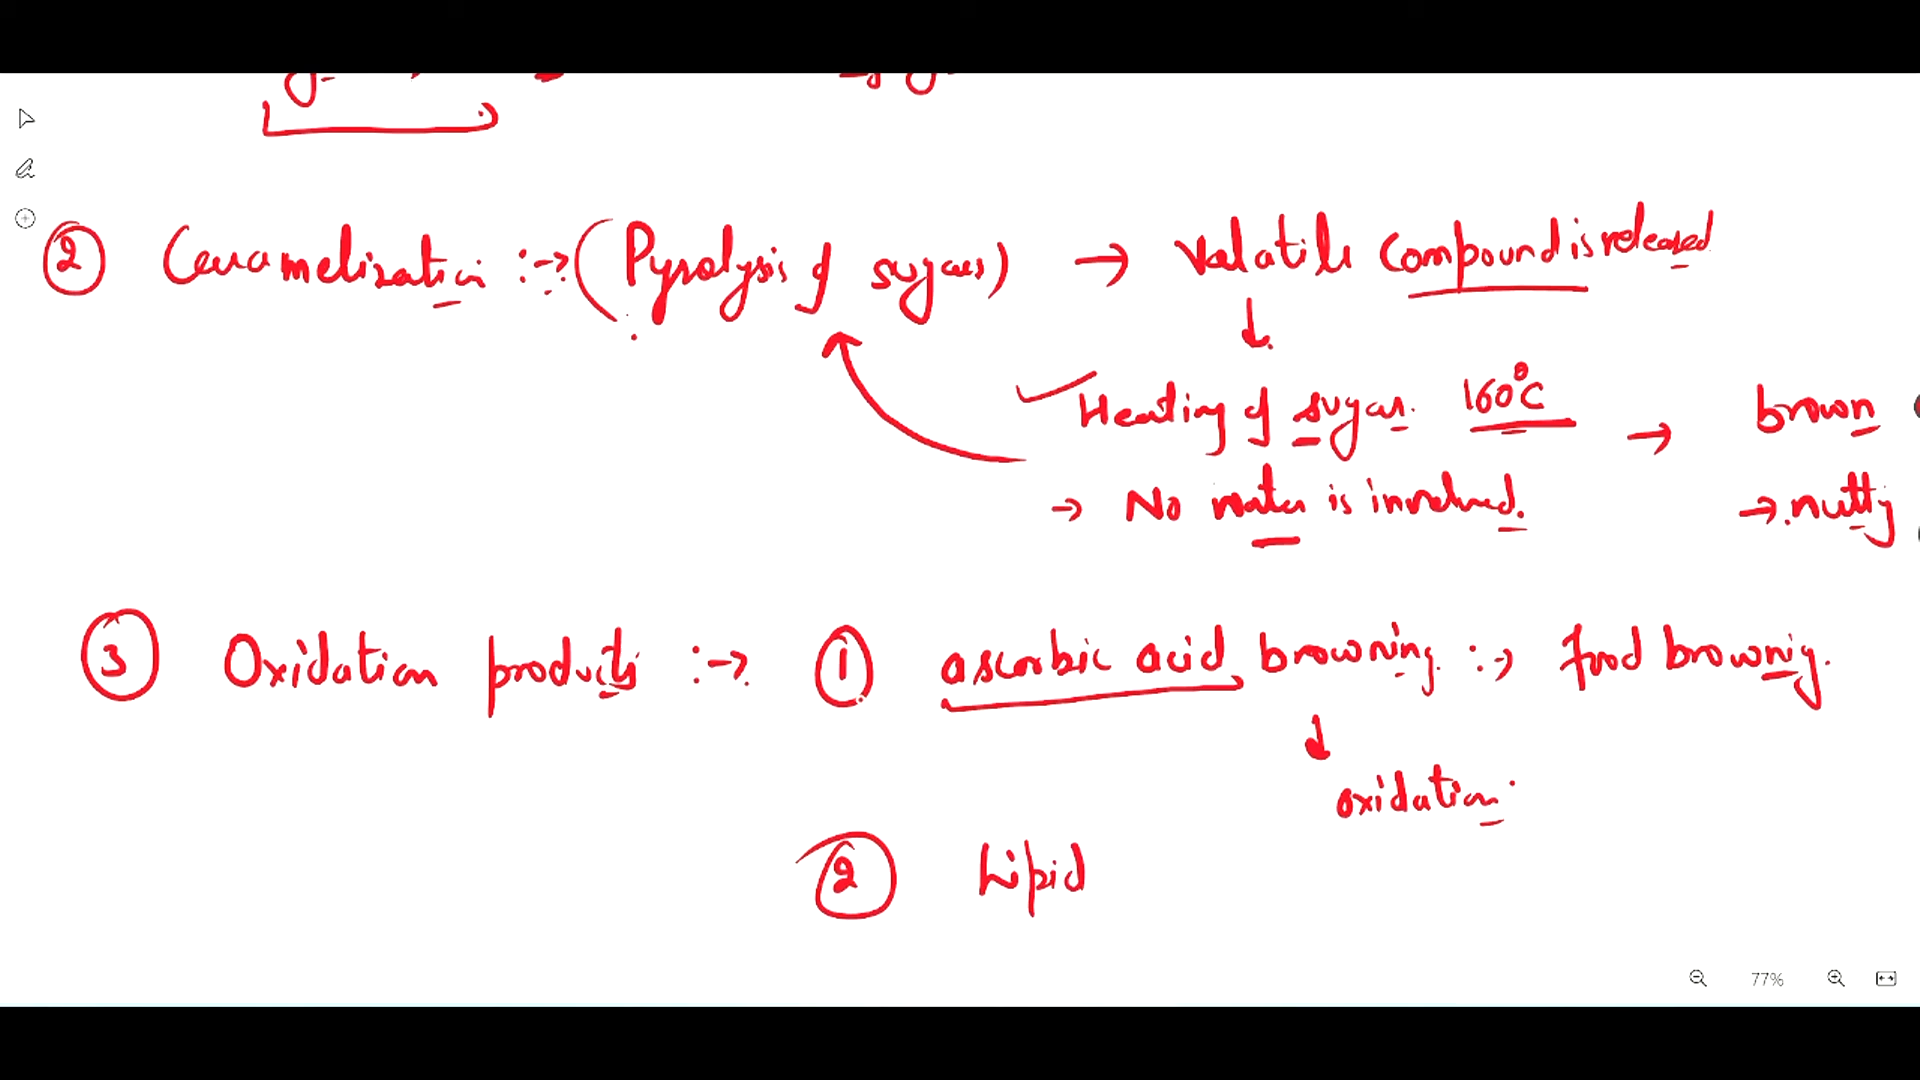 ② Caramelization :→ (Pyrolysis of sugars) → Volatile Compound is released
↓
Heating of sugar. 160°C → brown
→ No water is involved. → nutty
③ Oxidation products :→ ① ascorbic acid browning :→ food browning.
↓
oxidation.
② Lipid
77%